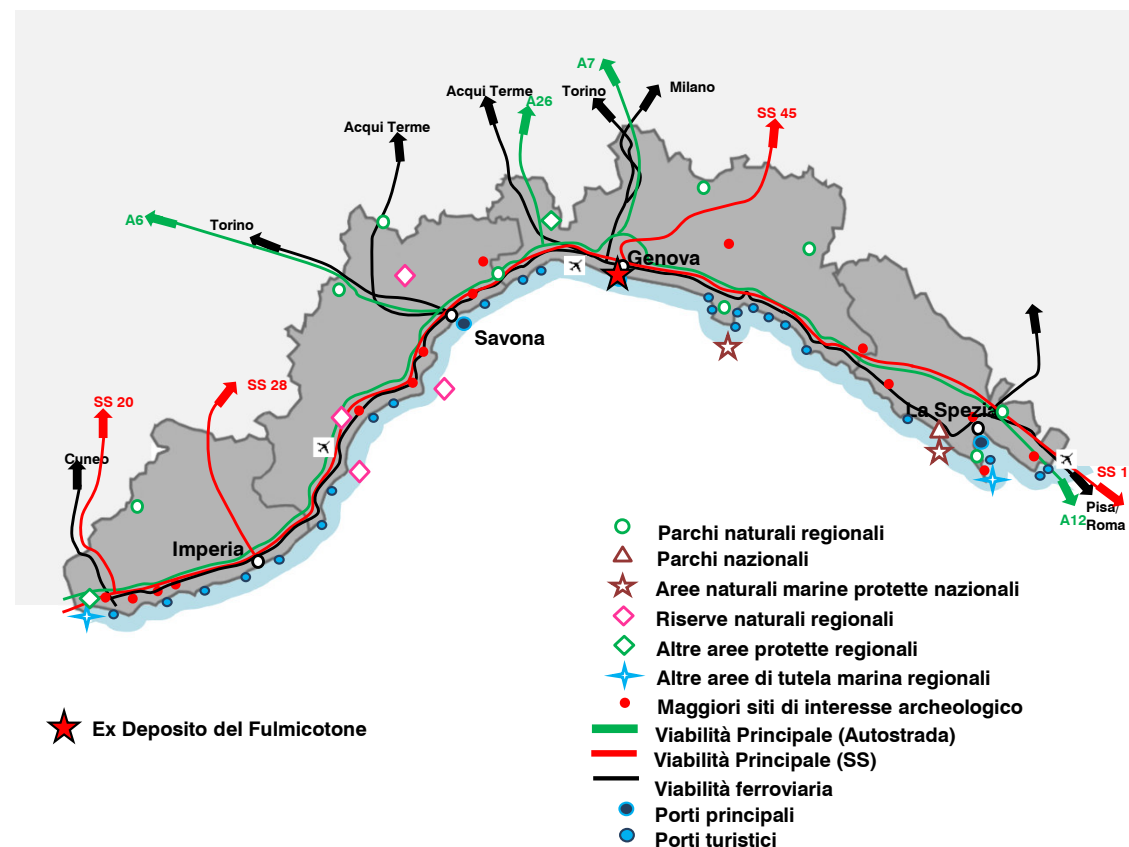 A7
Acqui Terme
A26
Torino
Milano
SS 45
Acqui Terme
A6
Torino
Genova
Savona
SS 28
SS 20
Cuneo
La Spezia
SS 1
Pisa/
Roma
A12
Imperia
Parchi naturali regionali
Parchi nazionali
Aree naturali marine protette nazionali
Riserve naturali regionali
Altre aree protette regionali
Altre aree di tutela marina regionali
Maggiori siti di interesse archeologico
Ex Deposito del Fulmicotone
Viabilità Principale (Autostrada)
Viabilità Principale (SS)
Viabilità ferroviaria
Porti principali
Porti turistici